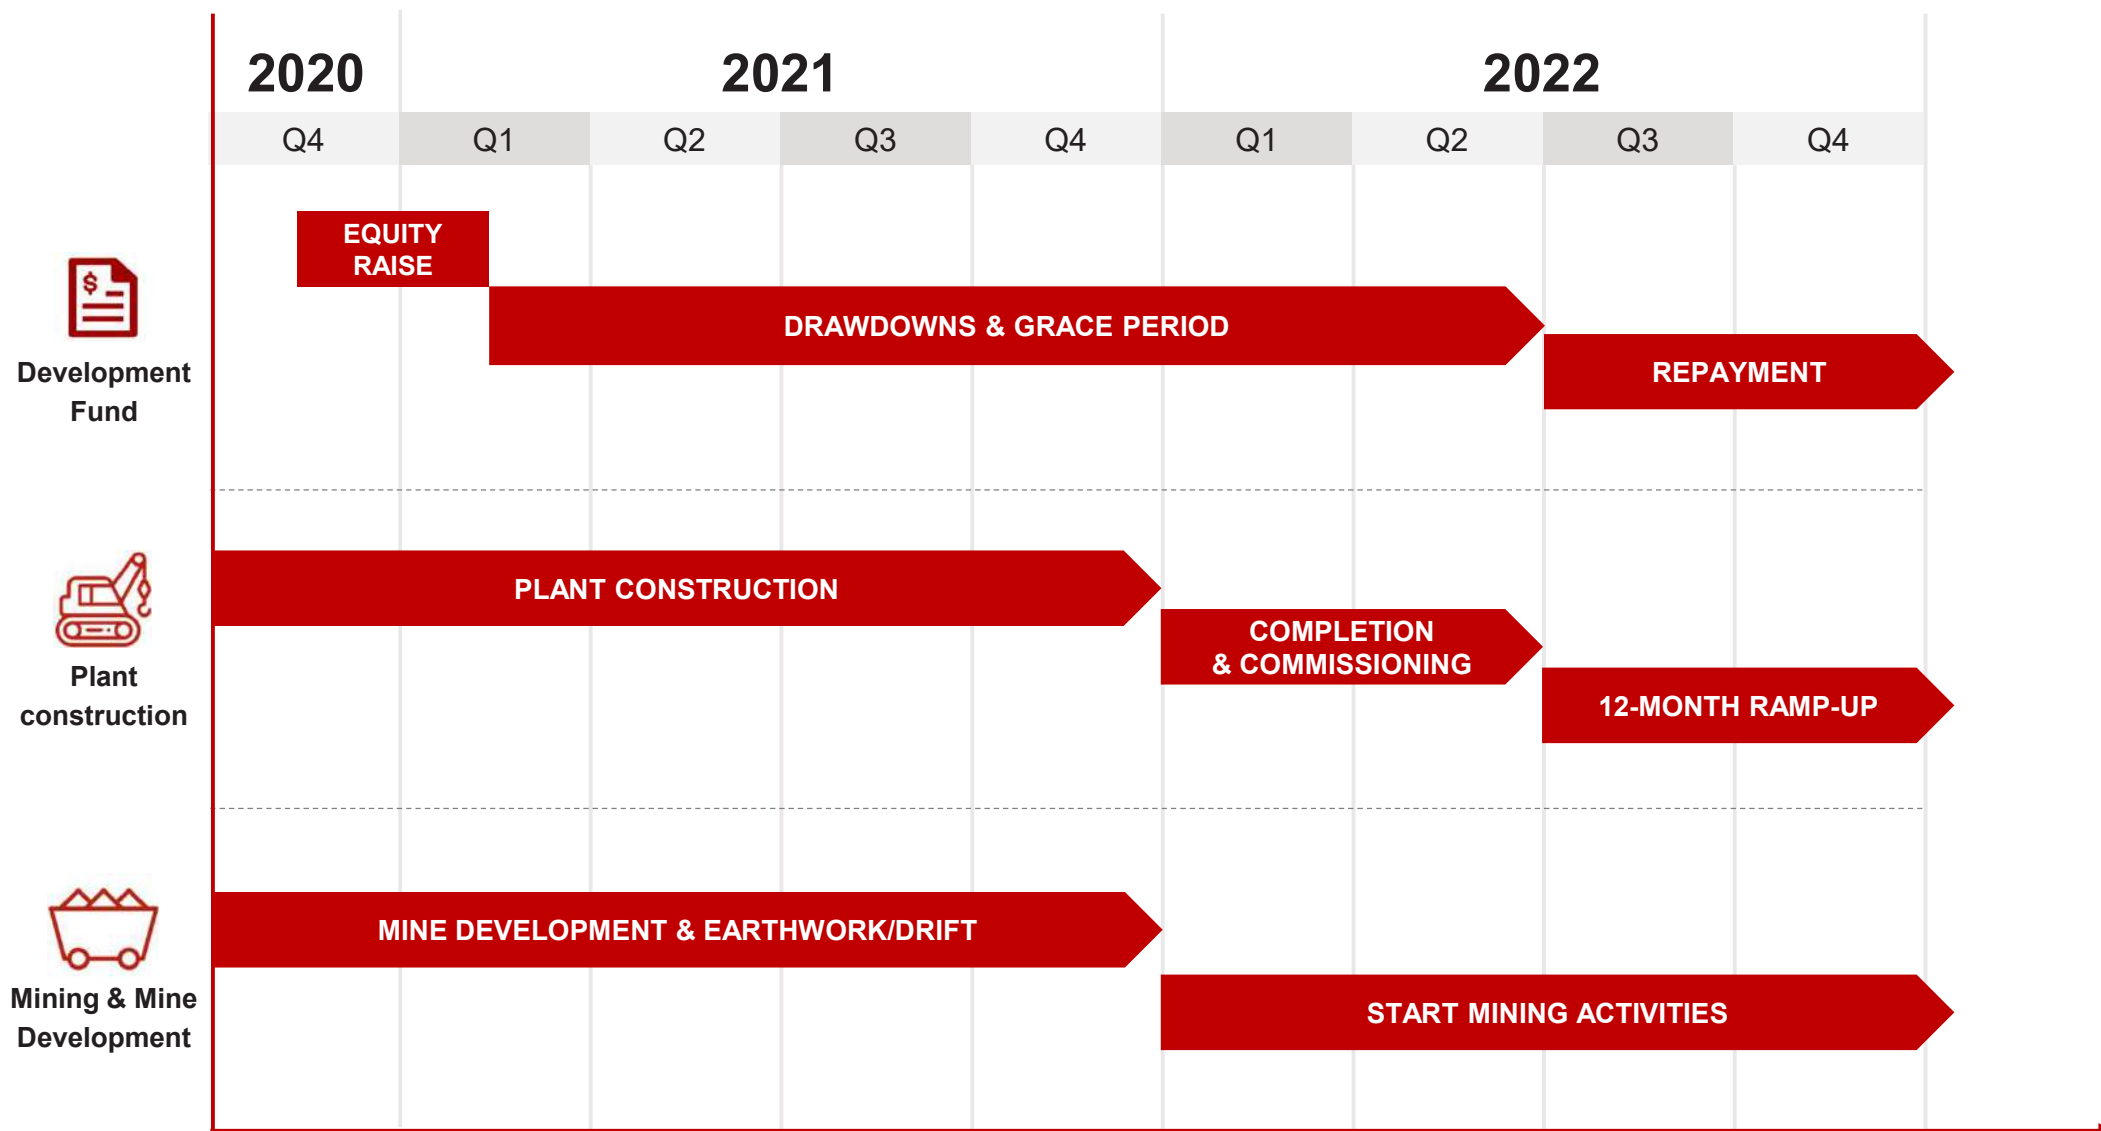 2020 2021 2022
Q4 Q1 Q2 Q3 Q4 Q1 Q2 Q3 Q4
$
Development
Fund
EQUITY
RAISE
DRAWDOWNS & GRACE PERIOD
REPAYMENT
Plant
construction
PLANT CONSTRUCTION
COMPLETION
& COMMISSIONING
12-MONTH RAMP-UP
Mining & Mine
Development
MINE DEVELOPMENT & EARTHWORK/DRIFT
START MINING ACTIVITIES